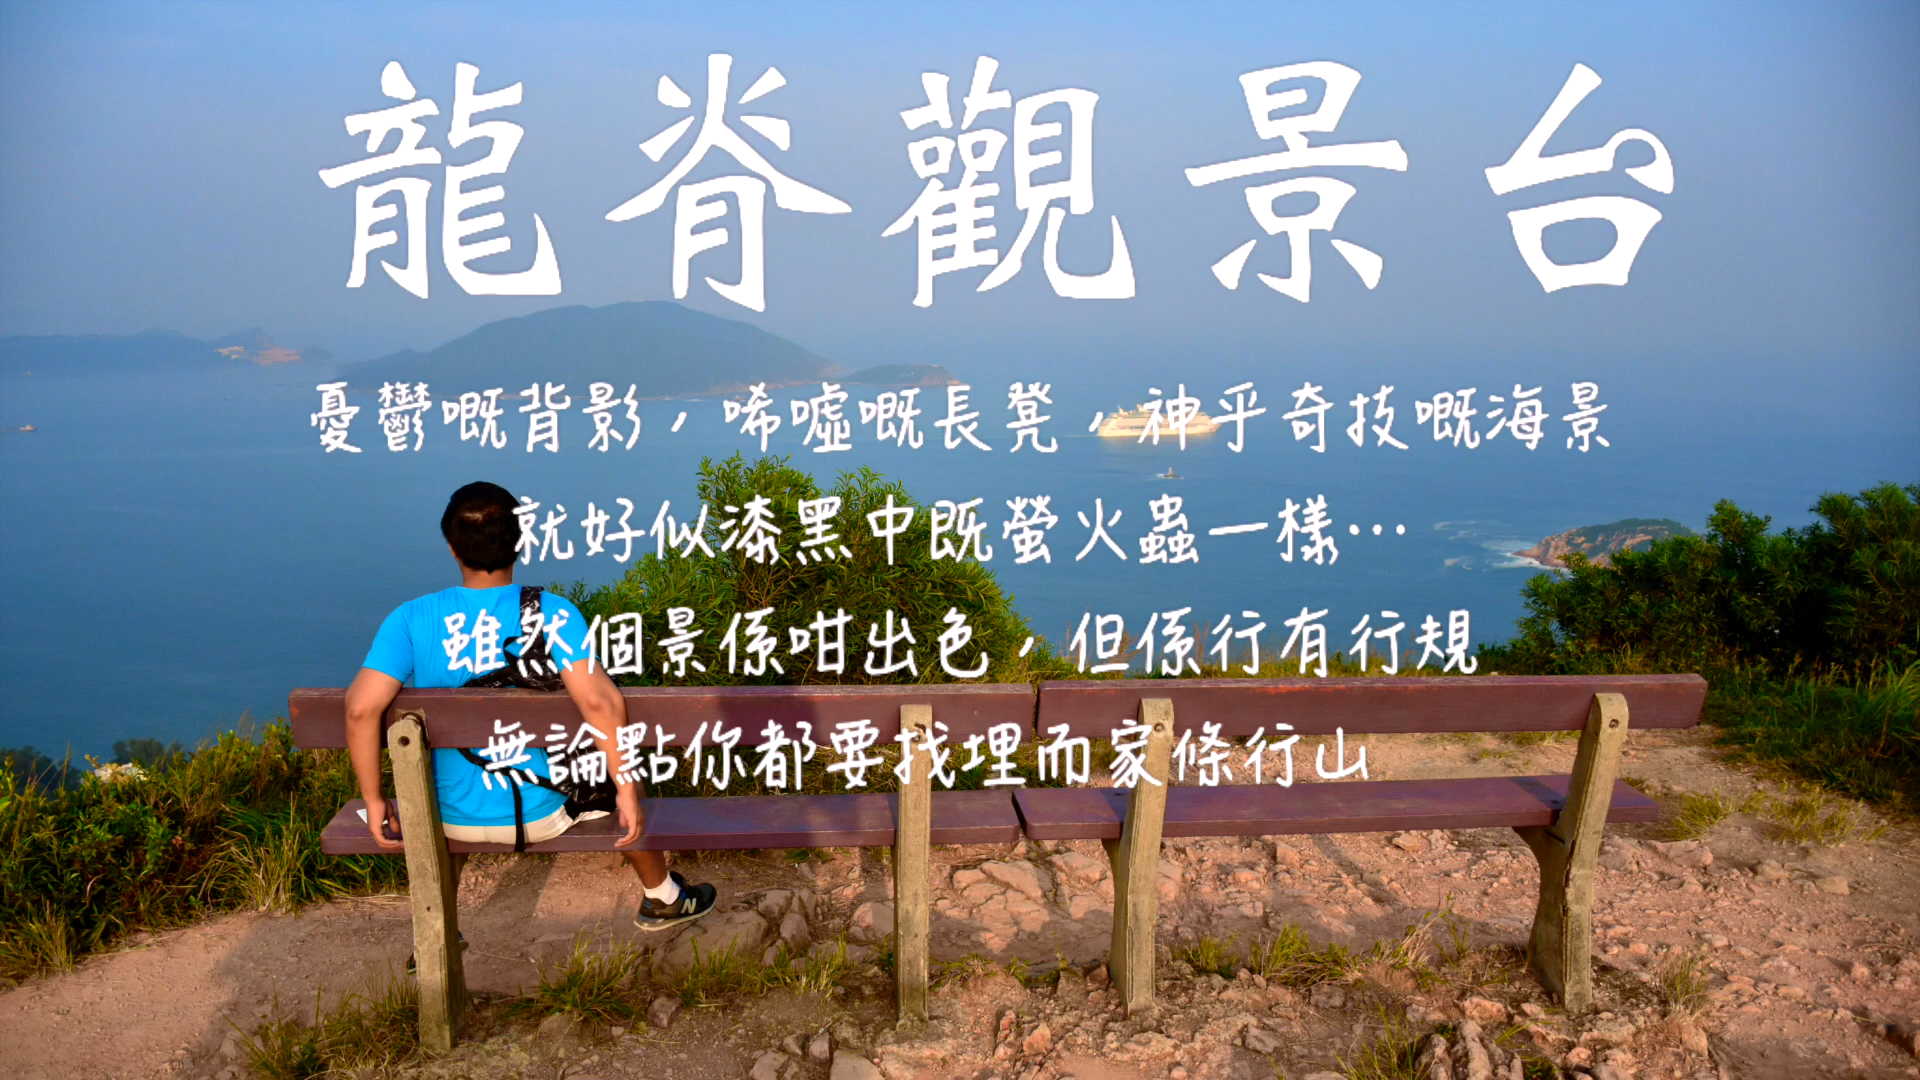 龍脊觀景台
憂鬱嘅背影，唏噓嘅長凳，神乎奇技嘅海景
就好似漆黑中既螢火蟲一樣…
雖然個景係咁出色，但係行有行規
無論點你都要找埋而家條行山
N